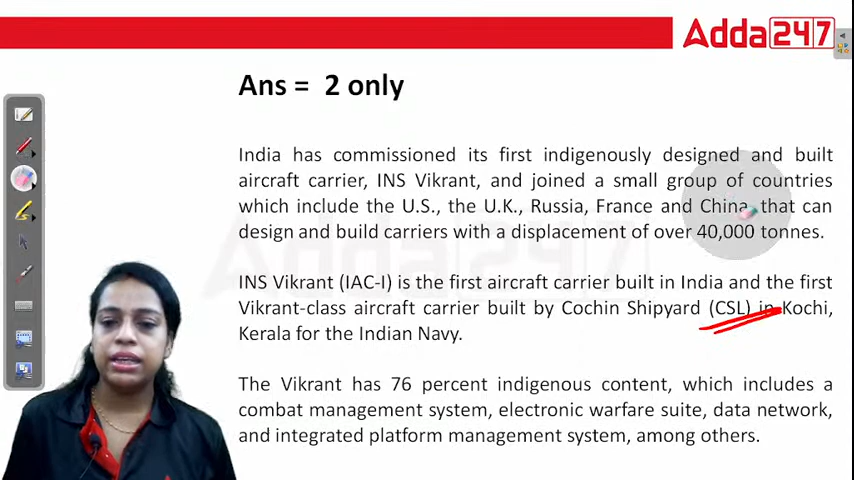 Adda247
Ans = 2 only
India has commissioned its first indigenously designed and built
aircraft carrier, INS Vikrant, and joined a small group of countries
which include the U.S., the U.K., Russia, France and China, that can
design and build carriers with a displacement of over 40,000 tonnes.
INS Vikrant (IAC-I) is the first aircraft carrier built in India and the first
Vikrant-class aircraft carrier built by Cochin Shipyard (CSL) in Kochi,
Kerala for the Indian Navy.
The Vikrant has 76 percent indigenous content, which includes a
combat management system, electronic warfare suite, data network,
and integrated platform management system, among others.